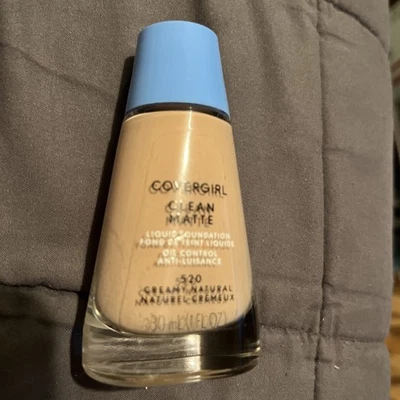 COVERGIRL
CLEAN
MATTE
LIQUID FOUNDATION
FOND DE TEINT LIQUIDE
OIL CONTROL
ANTI-LUISANCE
520
CREAMY NATURAL
NATUREL CRÉMEUX
30 mL (1 FL OZ)